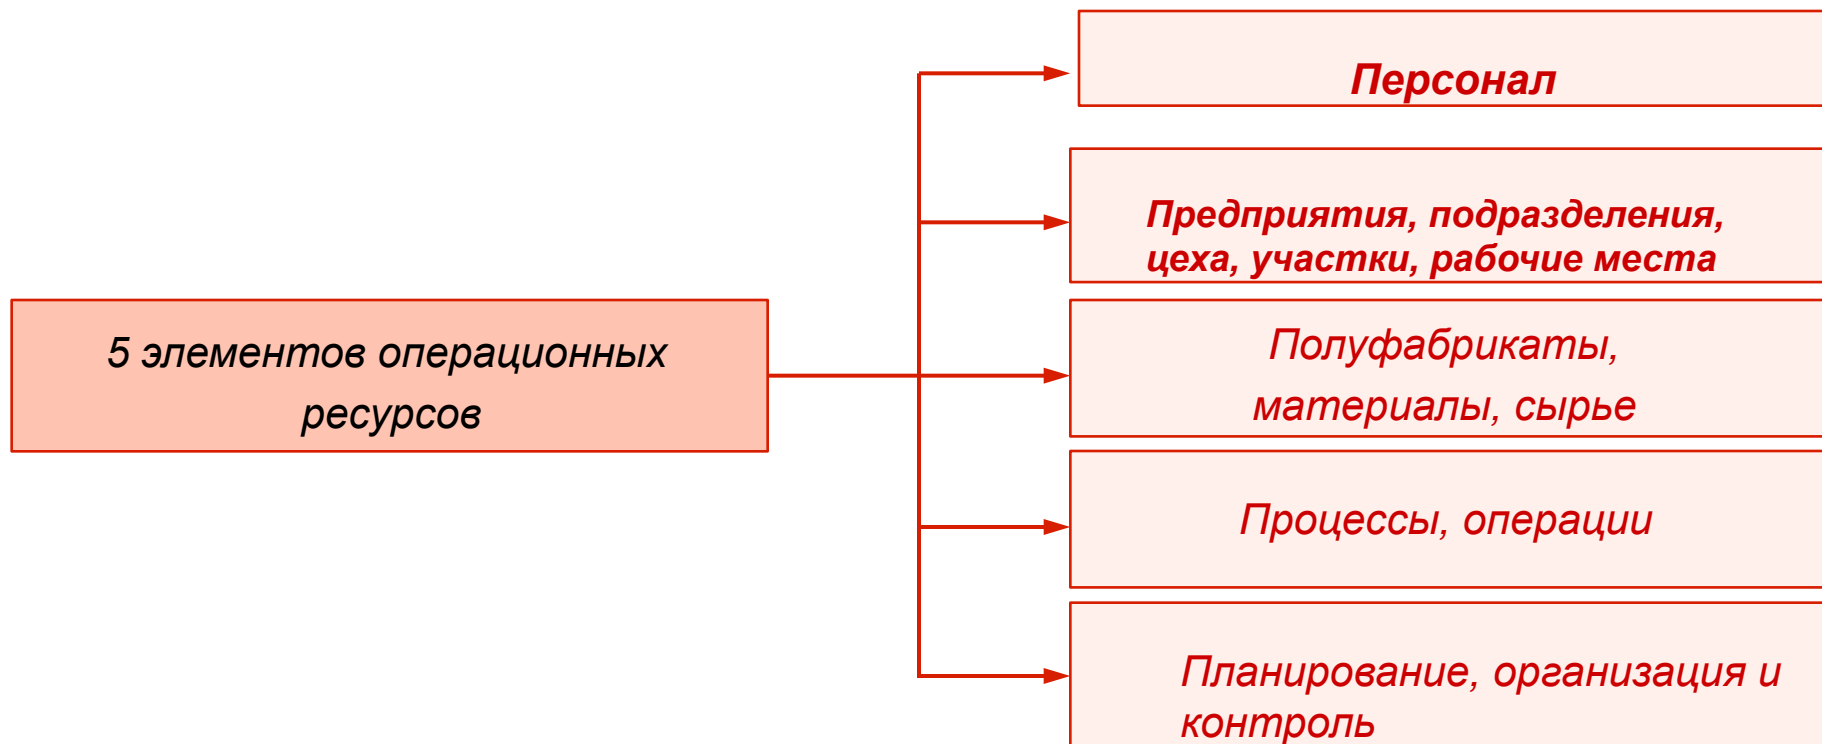 Персонал
Предприятия, подразделения,
цеха, участки, рабочие места
5 элементов операционных
ресурсов
Полуфабрикаты,
материалы, сырье
Процессы, операции
Планирование, организация и
контроль